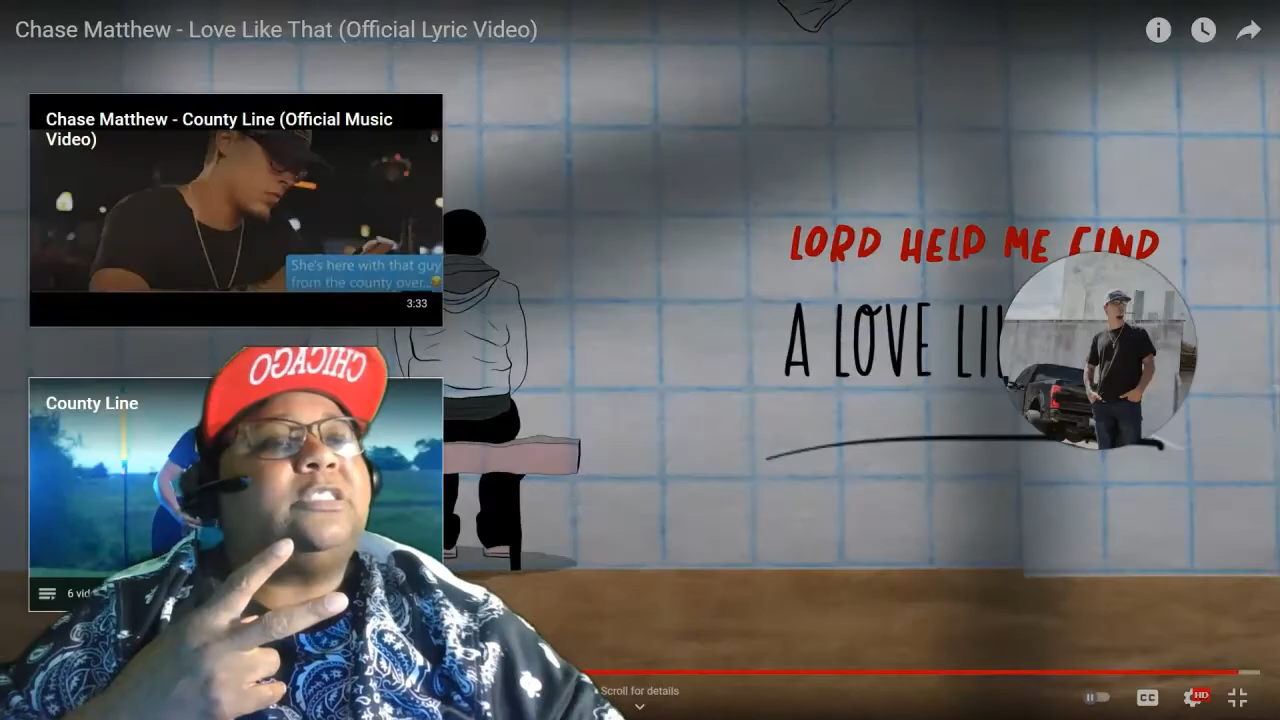 Chase Matthew - Love Like That (Official Lyric Video)
Chase Matthew - County Line (Official Music
Video)
She's here with that guy
from the county over...
3:33
LORD HELP ME FIND
A LOVE
County Line
CHICAGO
6
Scroll for details
CC
HD